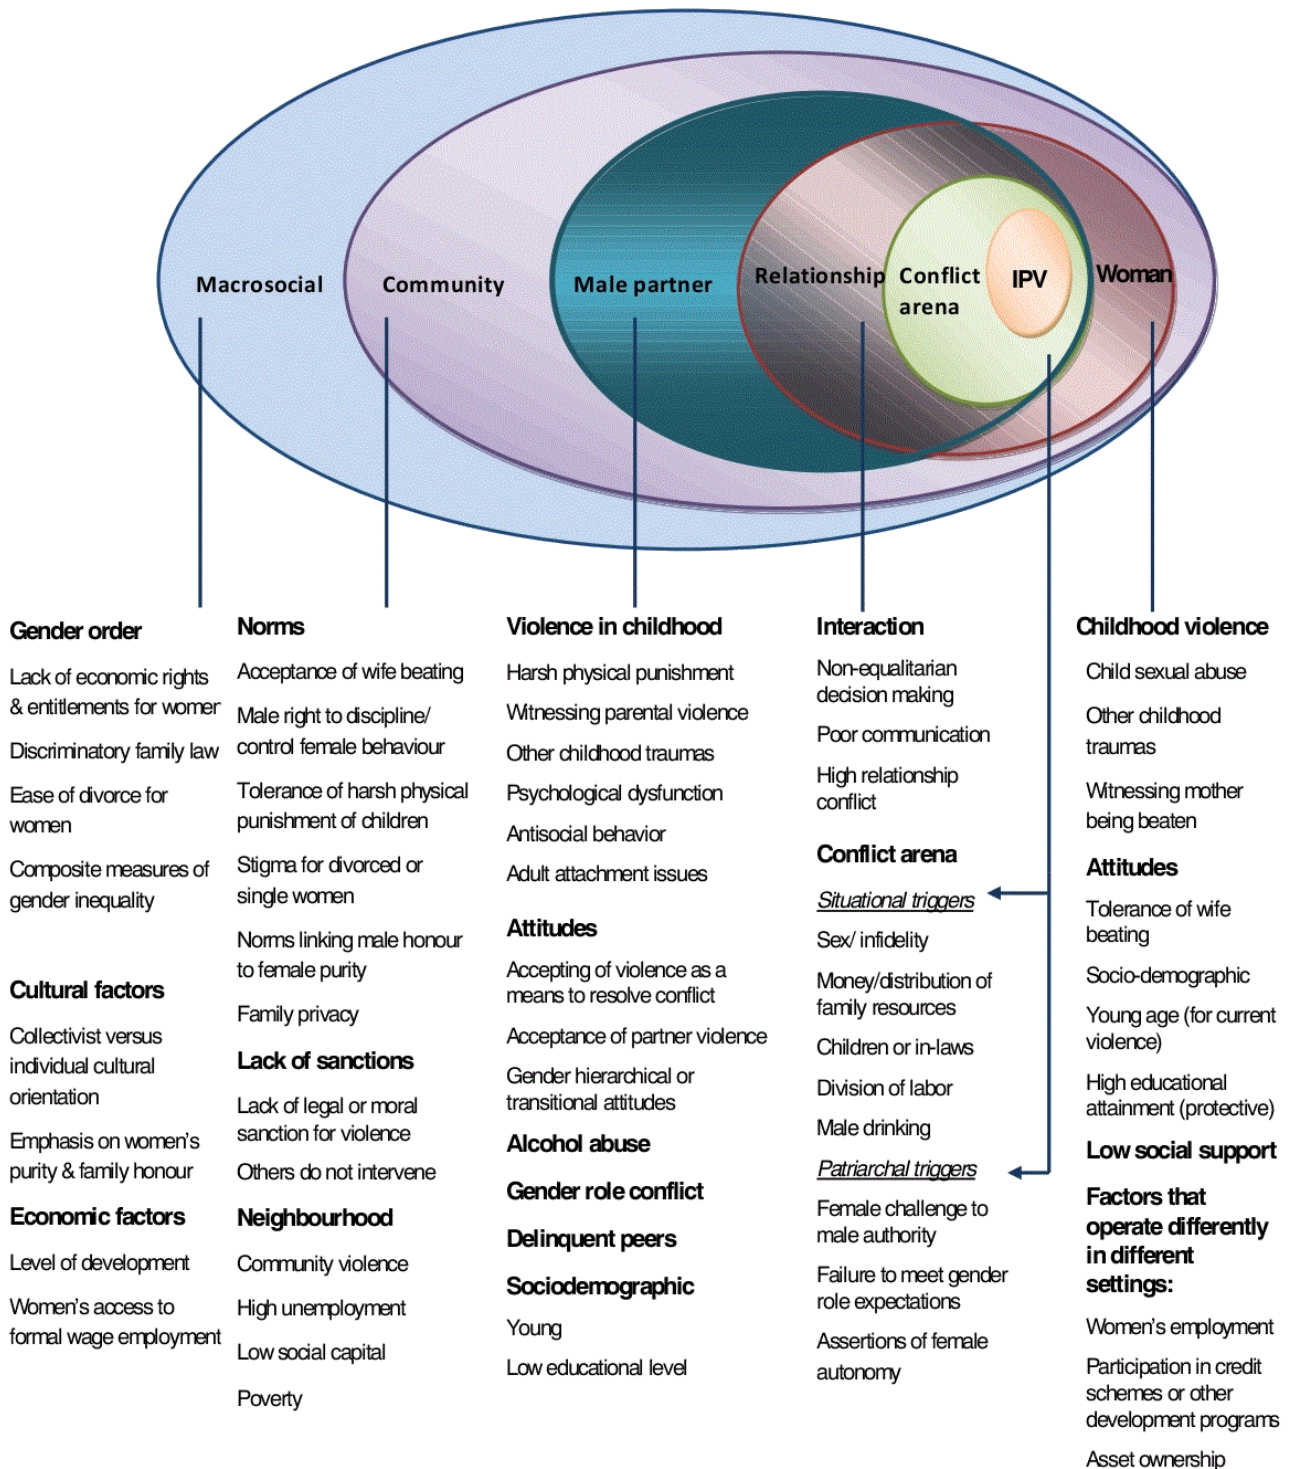 Macrosocial
Community
Male partner
Relationship
Conflict
arena
IPV
Woman
Gender order
Lack of economic rights
& entitlements for women
Discriminatory family law
Ease of divorce for
women
Composite measures of
gender inequality
Cultural factors
Collectivist versus
individual cultural
orientation
Emphasis on women's
purity & family honour
Economic factors
Level of development
Women's access to
formal wage employment
Norms
Acceptance of wife beating
Male right to discipline/
control female behaviour
Tolerance of harsh physical
punishment of children
Stigma for divorced or
single women
Norms linking male honour
to female purity
Family privacy
Lack of sanctions
Lack of legal or moral
sanction for violence
Others do not intervene
Neighbourhood
Community violence
High unemployment
Low social capital
Poverty
Violence in childhood
Harsh physical punishment
Witnessing parental violence
Other childhood traumas
Psychological dysfunction
Antisocial behavior
Adult attachment issues
Attitudes
Accepting of violence as a
means to resolve conflict
Acceptance of partner violence
Gender hierarchical or
transitional attitudes
Alcohol abuse
Gender role conflict
Delinquent peers
Sociodemographic
Young
Low educational level
Interaction
Non-equalitarian
decision making
Poor communication
High relationship
conflict
Conflict arena
Situational triggers
Sex/ infidelity
Money/distribution of
family resources
Children or in-laws
Division of labor
Male drinking
Patriarchal triggers
Female challenge to
male authority
Failure to meet gender
role expectations
Assertions of female
autonomy
Childhood violence
Child sexual abuse
Other childhood
traumas
Witnessing mother
being beaten
Attitudes
Tolerance of wife
beating
Socio-demographic
Young age (for current
violence)
High educational
attainment (protective)
Low social support
Factors that
operate differently
in different
settings:
Women's employment
Participation in credit
schemes or other
development programs
Asset ownership